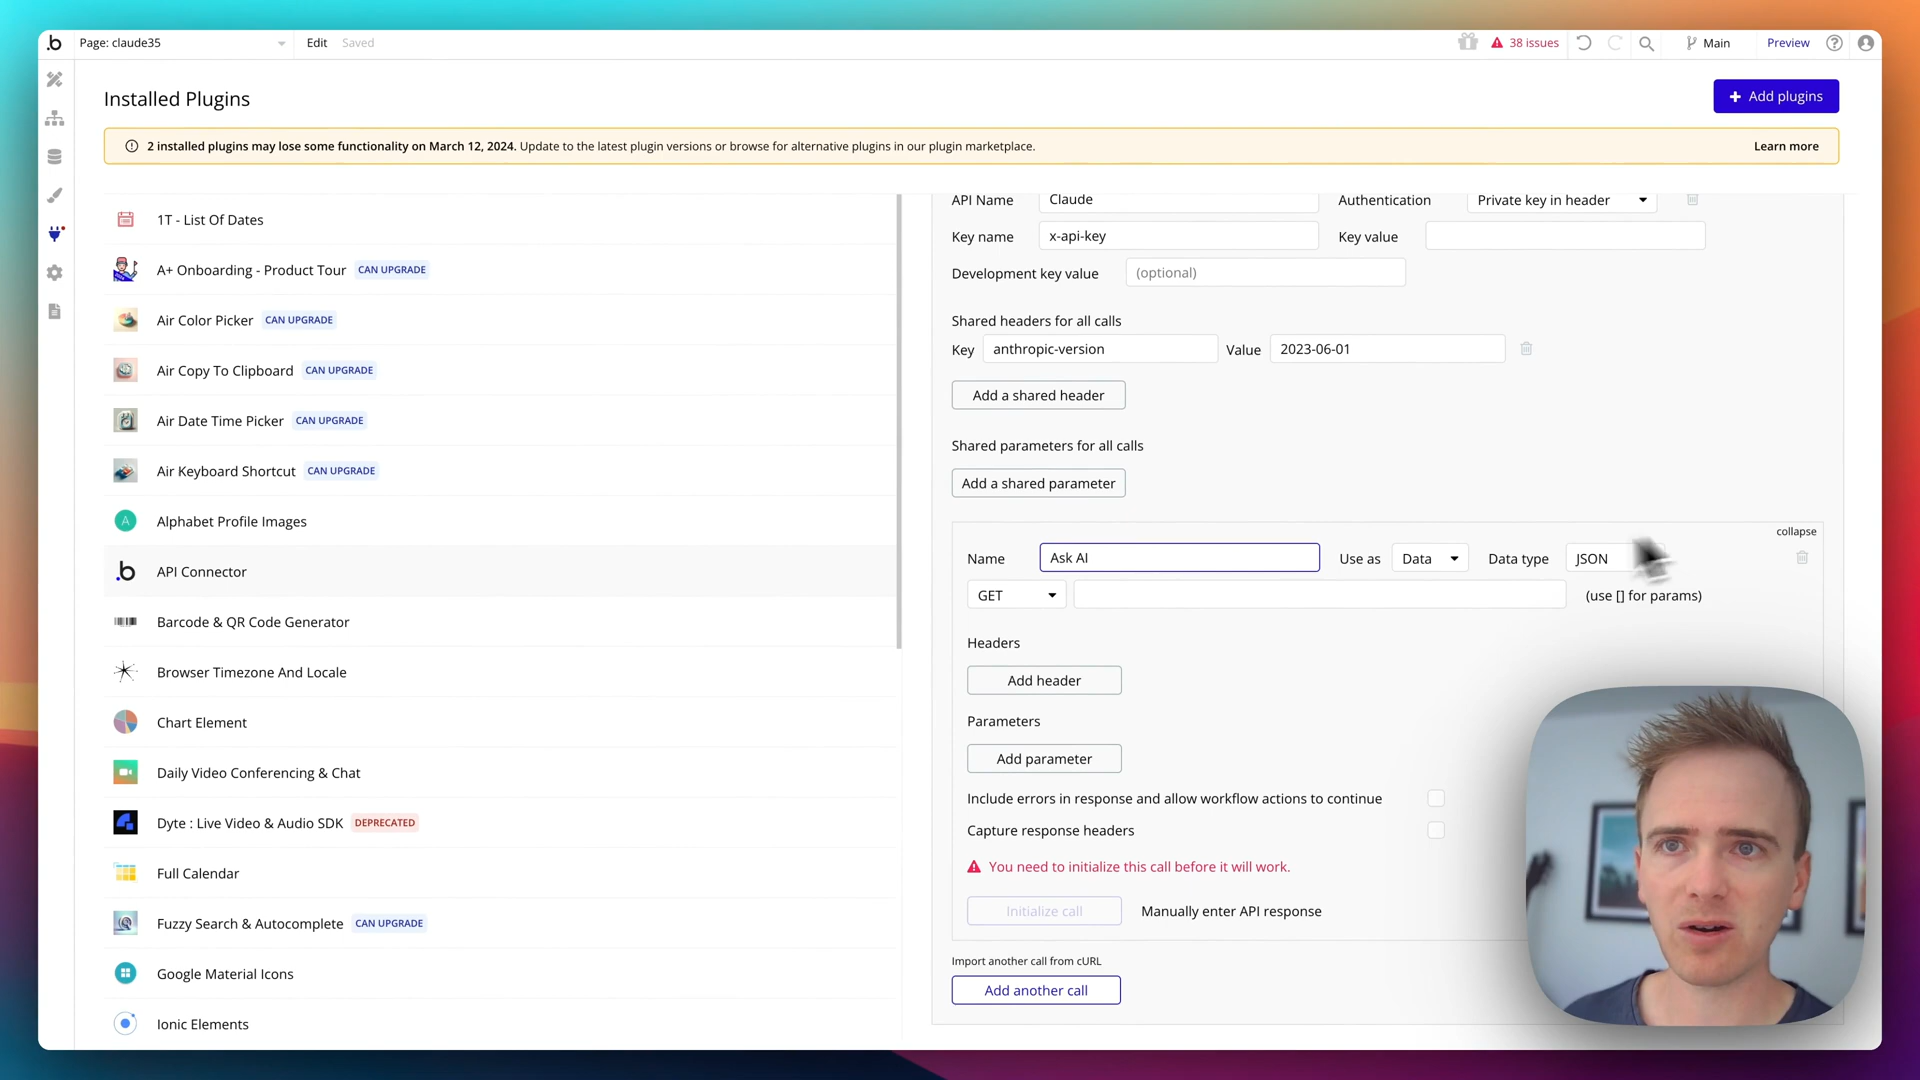 .b Page: claude35 Edit Saved 38 issues Main Preview ?
Installed Plugins
+ Add plugins
2 installed plugins may lose some functionality on March 12, 2024. Update to the latest plugin versions or browse for alternative plugins in our plugin marketplace. Learn more
1T - List Of Dates
A+ Onboarding - Product Tour CAN UPGRADE
Air Color Picker CAN UPGRADE
Air Copy To Clipboard CAN UPGRADE
Air Date Time Picker CAN UPGRADE
Air Keyboard Shortcut CAN UPGRADE
A Alphabet Profile Images
.b API Connector
Barcode & QR Code Generator
Browser Timezone And Locale
Chart Element
Daily Video Conferencing & Chat
Dyte : Live Video & Audio SDK DEPRECATED
Full Calendar
Fuzzy Search & Autocomplete CAN UPGRADE
Google Material Icons
Ionic Elements
API Name Claude Authentication Private key in header
Key name x-api-key Key value
Development key value (optional)
Shared headers for all calls
Key anthropic-version Value 2023-06-01
Add a shared header
Shared parameters for all calls
Add a shared parameter
collapse
Name Ask AI Use as Data Data type JSON
GET (use [] for params)
Headers
Add header
Parameters
Add parameter
Include errors in response and allow workflow actions to continue
Capture response headers
You need to initialize this call before it will work.
Initialize call Manually enter API response
Import another call from cURL
Add another call